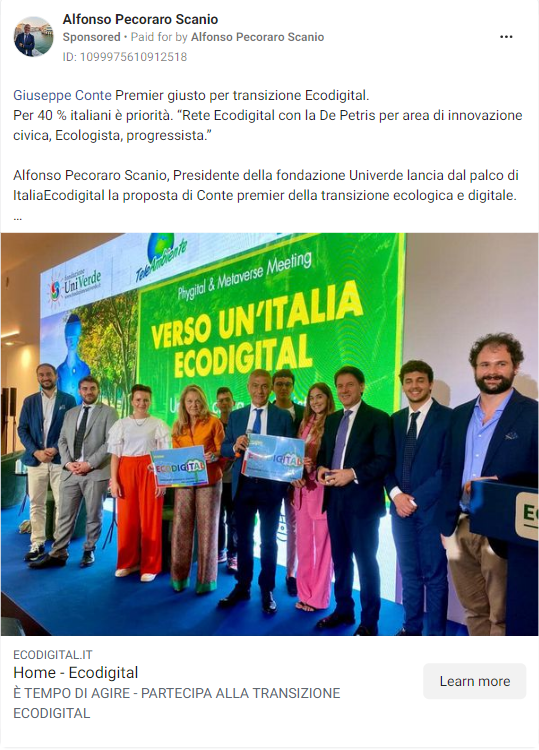 Alfonso Pecoraro Scanio
Sponsored • Paid for by Alfonso Pecoraro Scanio
ID: 1099975610912518
Giuseppe Conte Premier giusto per transizione Ecodigital.
Per 40 % italiani è priorità. “Rete Ecodigital con la De Petris per area di innovazione
civica, Ecologista, progressista.”
Alfonso Pecoraro Scanio, Presidente della fondazione Univerde lancia dal palco di
ItaliaEcodigital la proposta di Conte premier della transizione ecologica e digitale.
...
Fondazione
UniVerde
TeleAmbiente
Phygital & Metaverse Meeting
VERSO UN'ITALIA
ECODIGITAL
ECODIGITAL
ECODIGITAL
ECODIGITAL.IT
Home - Ecodigital
È TEMPO DI AGIRE - PARTECIPA ALLA TRANSIZIONE
ECODIGITAL
Learn more